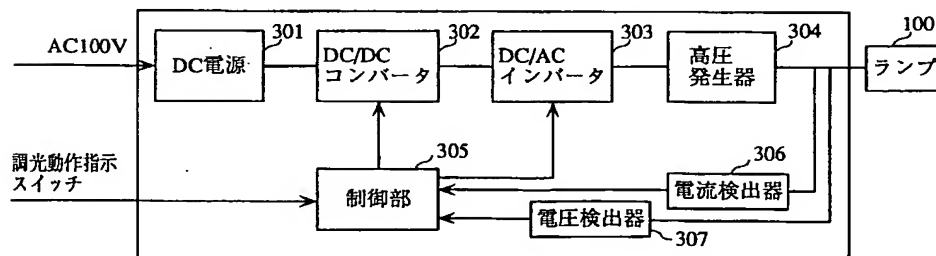 AC100V
301
DC電源
302
DC/DC
コンバータ
303
DC/AC
インバータ
304
高圧
発生器
100
ランプ
調光動作指示
スイッチ
305
制御部
306
電流検出器
電圧検出器
307